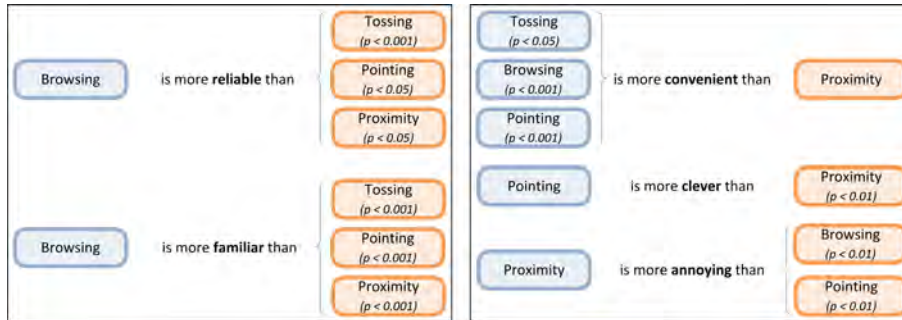 Tossing
(p < 0.001)
Browsing
is more reliable than
Pointing
(p < 0.05)
Proximity
(p < 0.05)
Tossing
(p < 0.001)
Browsing
is more familiar than
Pointing
(p < 0.001)
Proximity
(p < 0.001)
Tossing
(p < 0.05)
Browsing
(p < 0.001)
is more convenient than
Proximity
Pointing
(p < 0.001)
Pointing
is more clever than
Proximity
(p < 0.01)
Browsing
(p < 0.01)
Proximity
is more annoying than
Pointing
(p < 0.01)